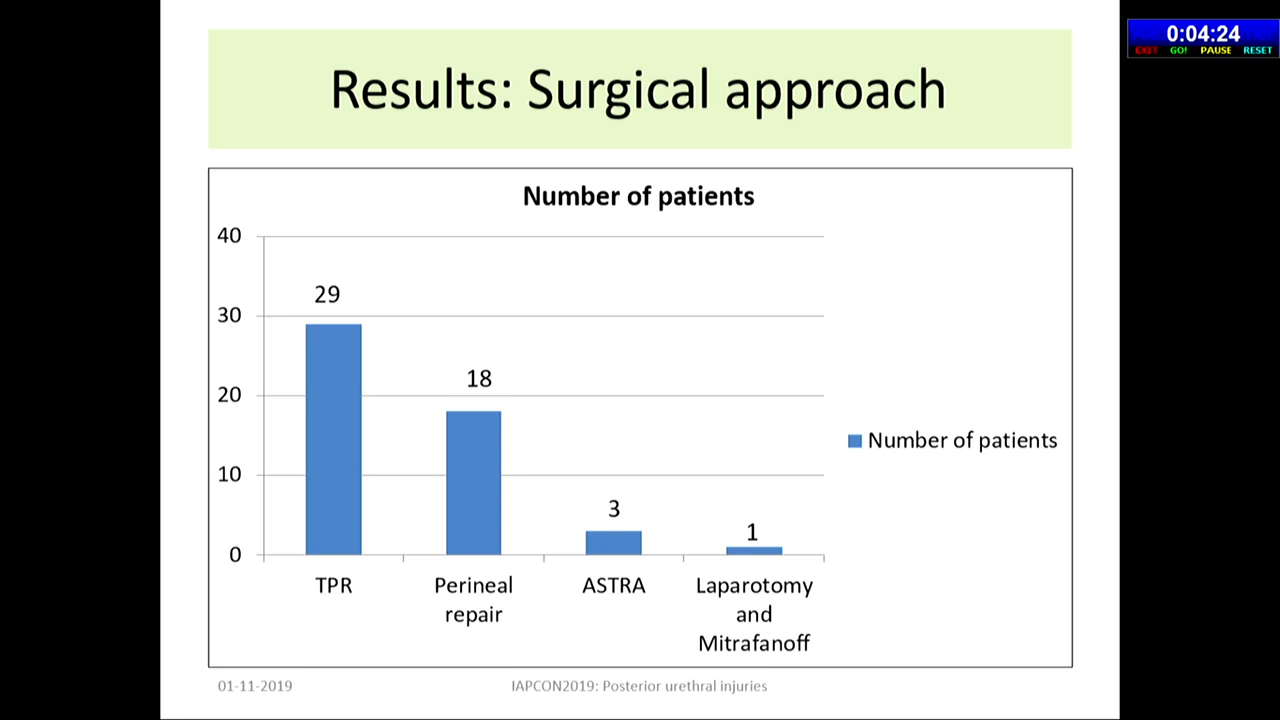 0:04:24
EXIT GO! PAUSE RESET
Results: Surgical approach
Number of patients
40
30
20
10
0
29
18
3
1
TPR
Perineal
repair
ASTRA
Laparotomy
and
Mitrafanoff
Number of patients
01-11-2019
IAPCON2019: Posterior urethral injuries